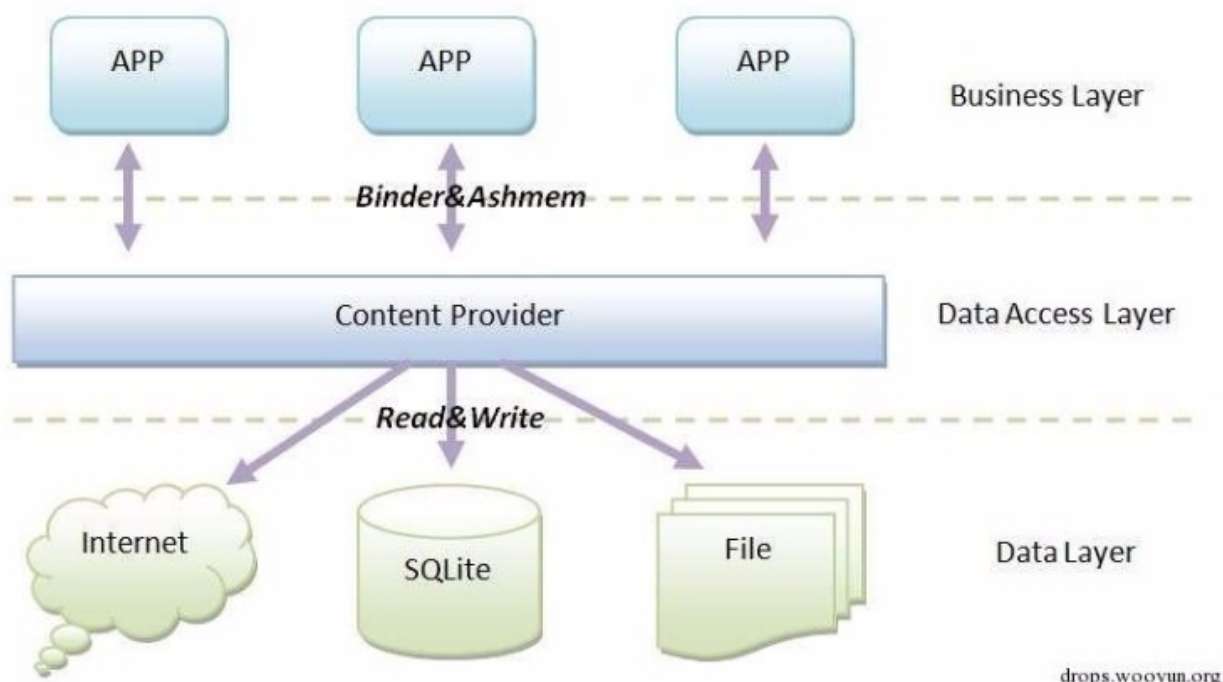 APP
APP
APP
Business Layer
Binder&Ashmem
Content Provider
Data Access Layer
Read&Write
Internet
SQLite
File
Data Layer
drops.wooyun.org